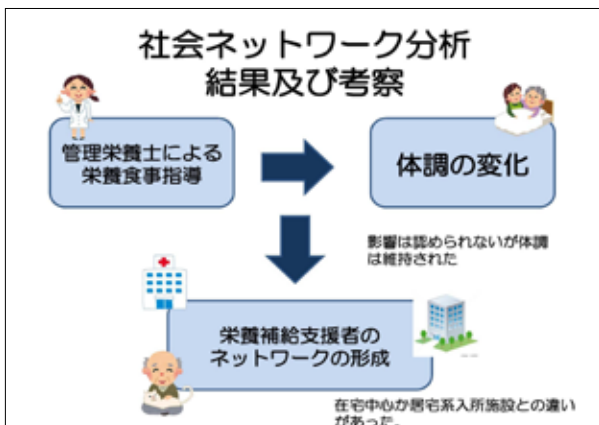 社会ネットワーク分析
結果及び考察
管理栄養士による
栄養食事指導
体調の変化
影響は認められないが体調
は維持された
栄養補給支援者の
ネットワークの形成
在宅中心か居宅系入所施設との違い
があった。